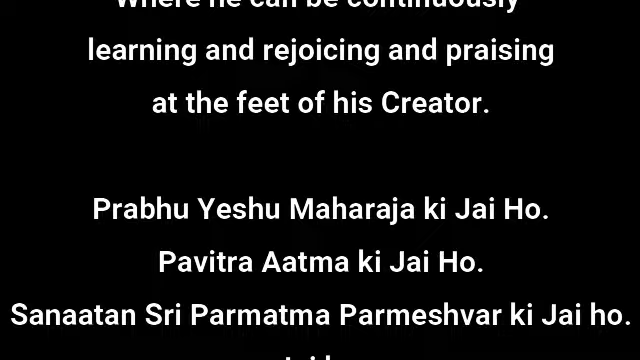 Where he can be continuously
learning and rejoicing and praising
at the feet of his Creator.
Prabhu Yeshu Maharaja ki Jai Ho.
Pavitra Aatma ki Jai Ho.
Sanaatan Sri Parmatma Parmeshvar ki Jai ho.